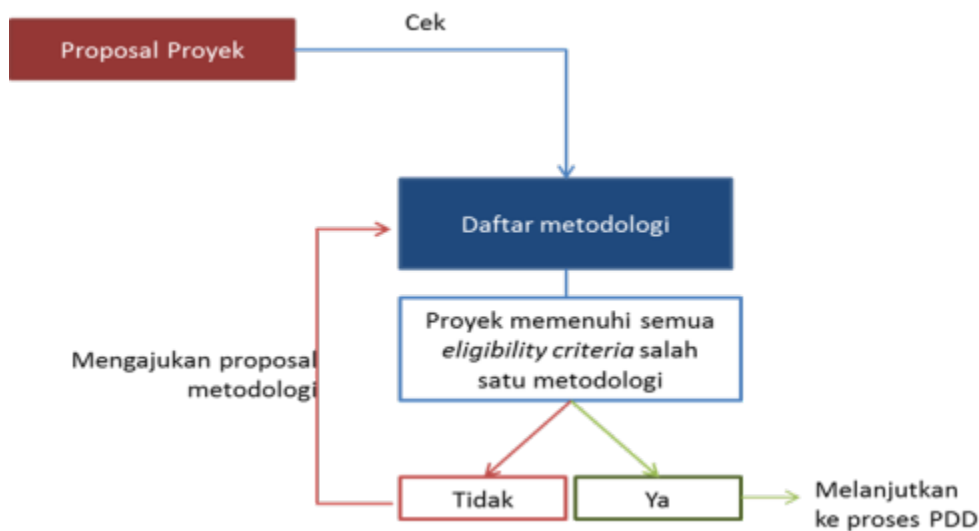 Cek
Proposal Proyek
Daftar metodologi
Proyek memenuhi semua
eligibility criteria salah
satu metodologi
Mengajukan proposal
metodologi
Tidak
Ya
Melanjutkan
ke proses PDD